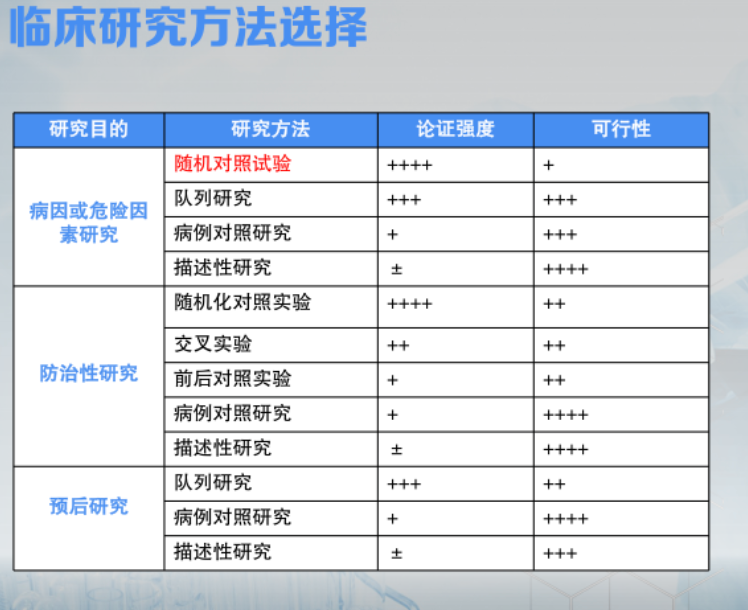 临床研究方法选择
研究目的 研究方法 论证强度 可行性
病因或危险因
素研究
随机对照试验 ++++ +
队列研究 +++ +++
病例对照研究 + +++
描述性研究 ± ++++
防治性研究
随机化对照实验 ++++ ++
交叉实验 ++ ++
前后对照实验 + ++
病例对照研究 + ++++
描述性研究 ± ++++
预后研究
队列研究 +++ ++
病例对照研究 + ++++
描述性研究 ± +++